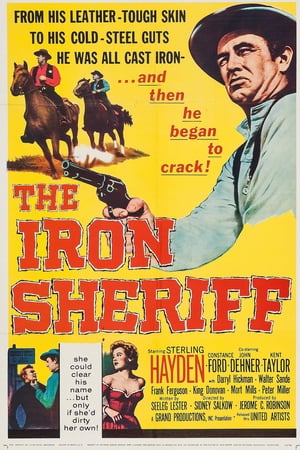 FROM HIS LEATHER-TOUGH SKIN
TO HIS COLD-STEEL GUTS
HE WAS ALL CAST IRON-
...and
then
he
began
to
crack!
THE
IRON
SHERIFF
she
could
clear
his
name...
but
only
if she'd
dirty her own!
Starring
STERLING
HAYDEN
CONSTANCE
FORD
Co-starring
JOHN
DEHNER
KENT
TAYLOR
with Darryl Hickman · Walter Sande
Frank Ferguson · King Donovan · Mort Mills · Peter Miller
Written by
SEELEG LESTER
Directed by
SIDNEY SALKOW
Produced by
JEROME C. ROBINSON
A GRAND PRODUCTIONS, INC. Presentation
Released thru
UNITED ARTISTS